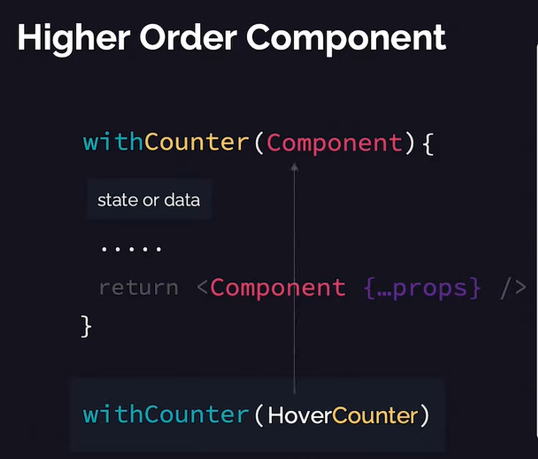 Higher Order Component
withCounter(Component){
state or data
.....
return <Component {…props} />
}
withCounter(HoverCounter)